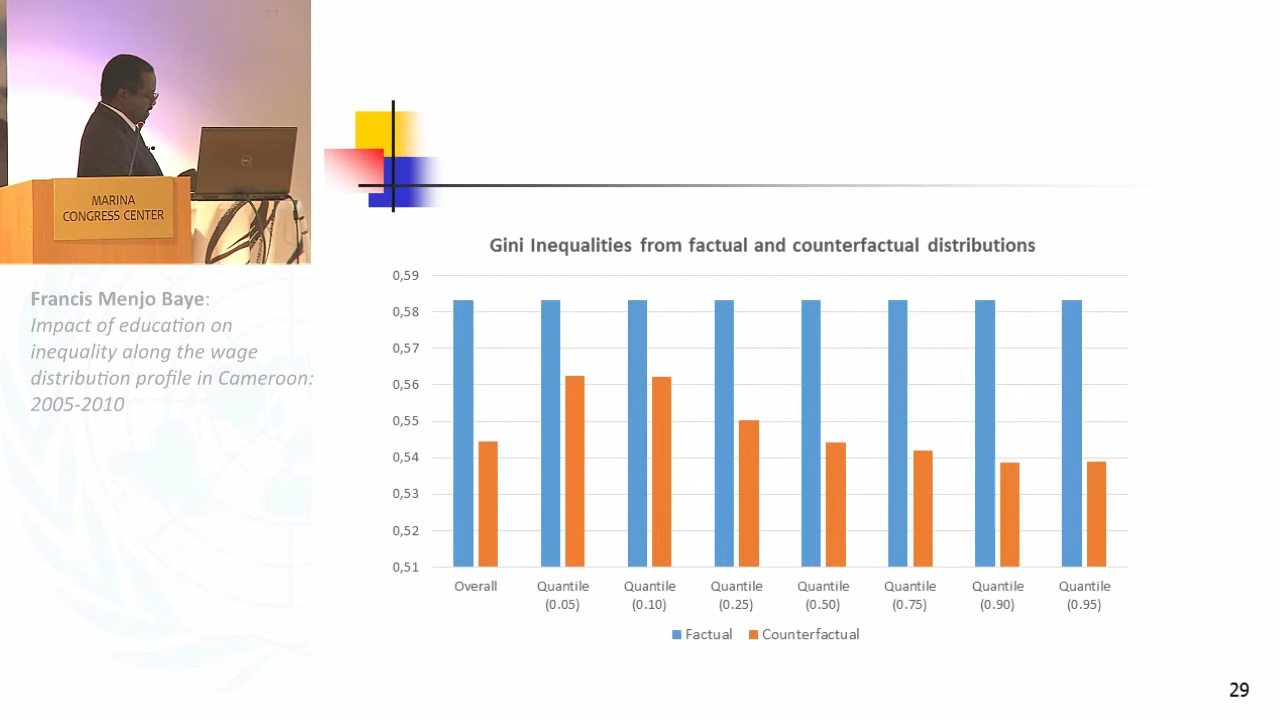 MARINA
CONGRESS CENTER
Francis Menjo Baye:
Impact of education on
inequality along the wage
distribution profile in Cameroon:
2005-2010
Gini Inequalities from factual and counterfactual distributions
0,59
0,58
0,57
0,56
0,55
0,54
0,53
0,52
0,51
Overall Quantile Quantile Quantile Quantile Quantile Quantile Quantile
(0.05) (0.10) (0.25) (0.50) (0.75) (0.90) (0.95)
Factual Counterfactual
29